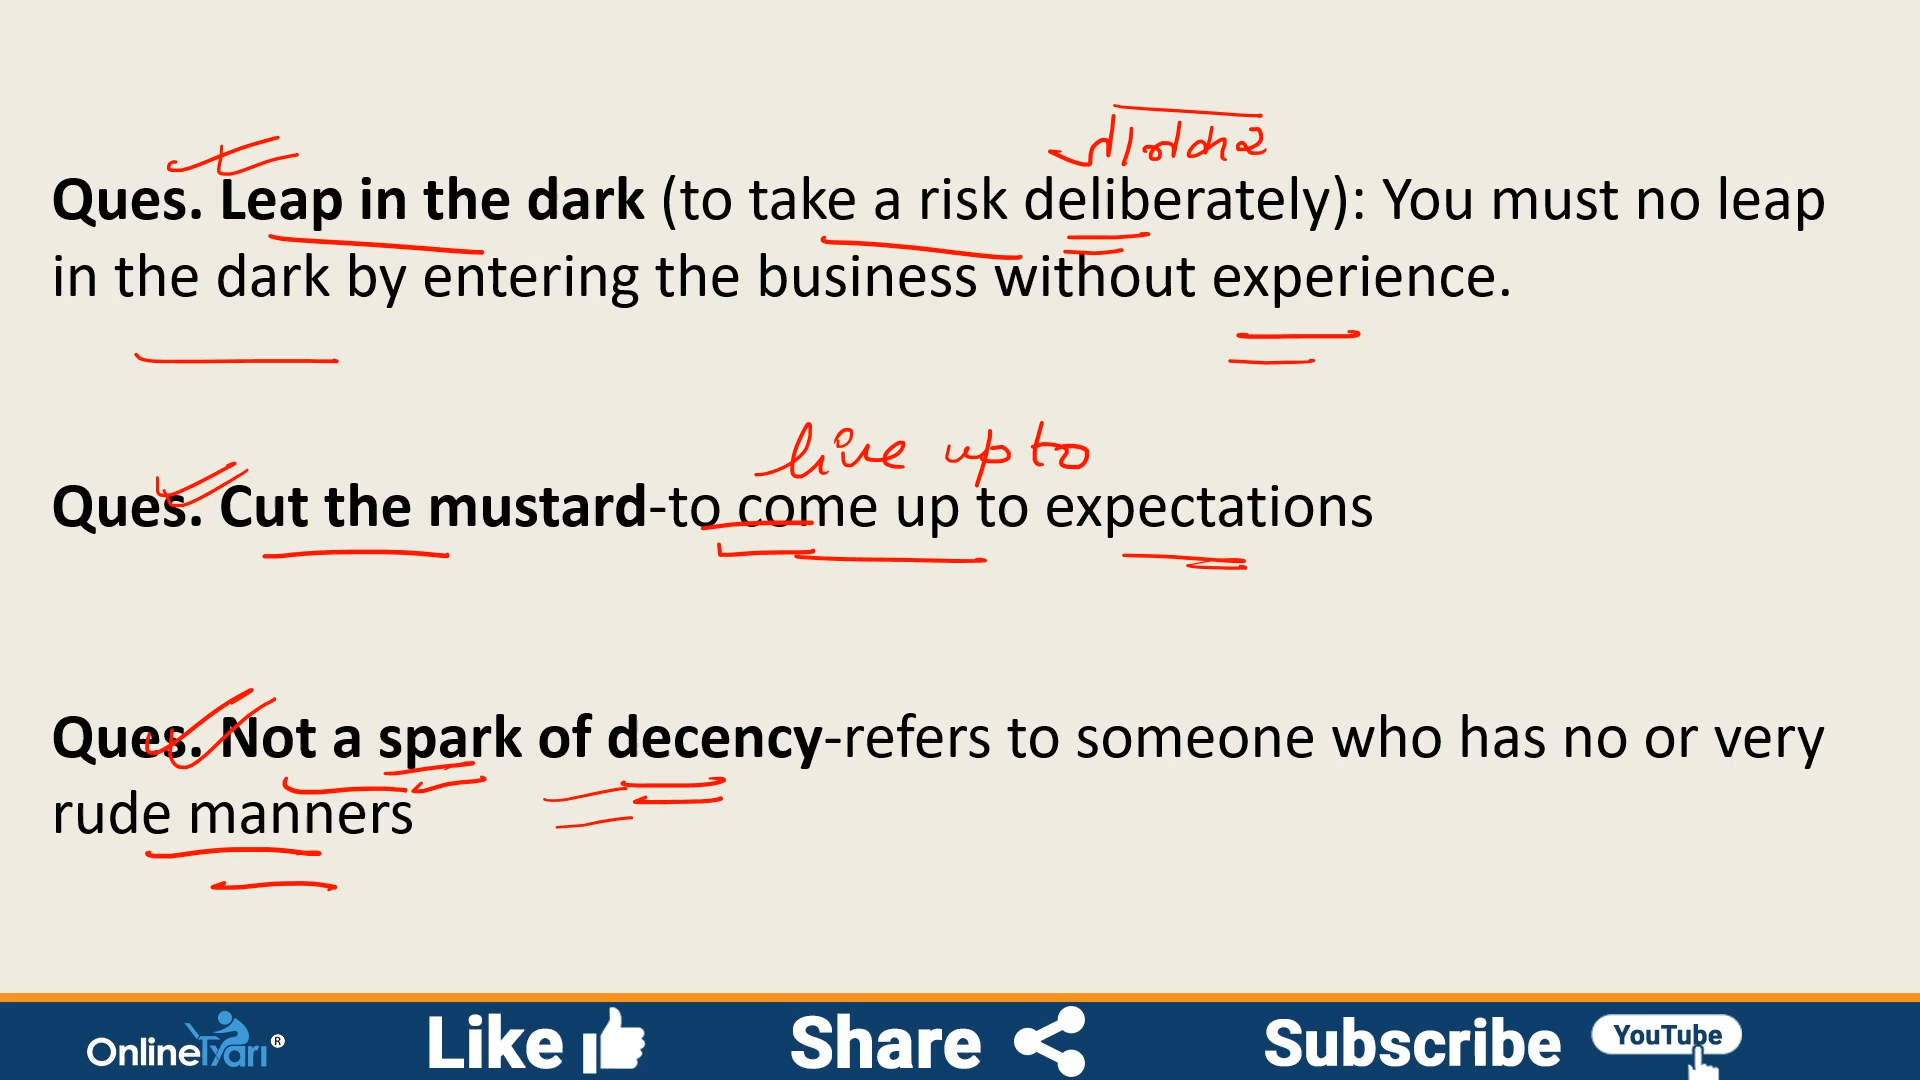 जानकर
Ques. Leap in the dark (to take a risk deliberately): You must no leap
in the dark by entering the business without experience.
live up to
Ques. Cut the mustard-to come up to expectations
Ques. Not a spark of decency-refers to someone who has no or very
rude manners
OnlineTyari ® Like Share Subscribe YouTube